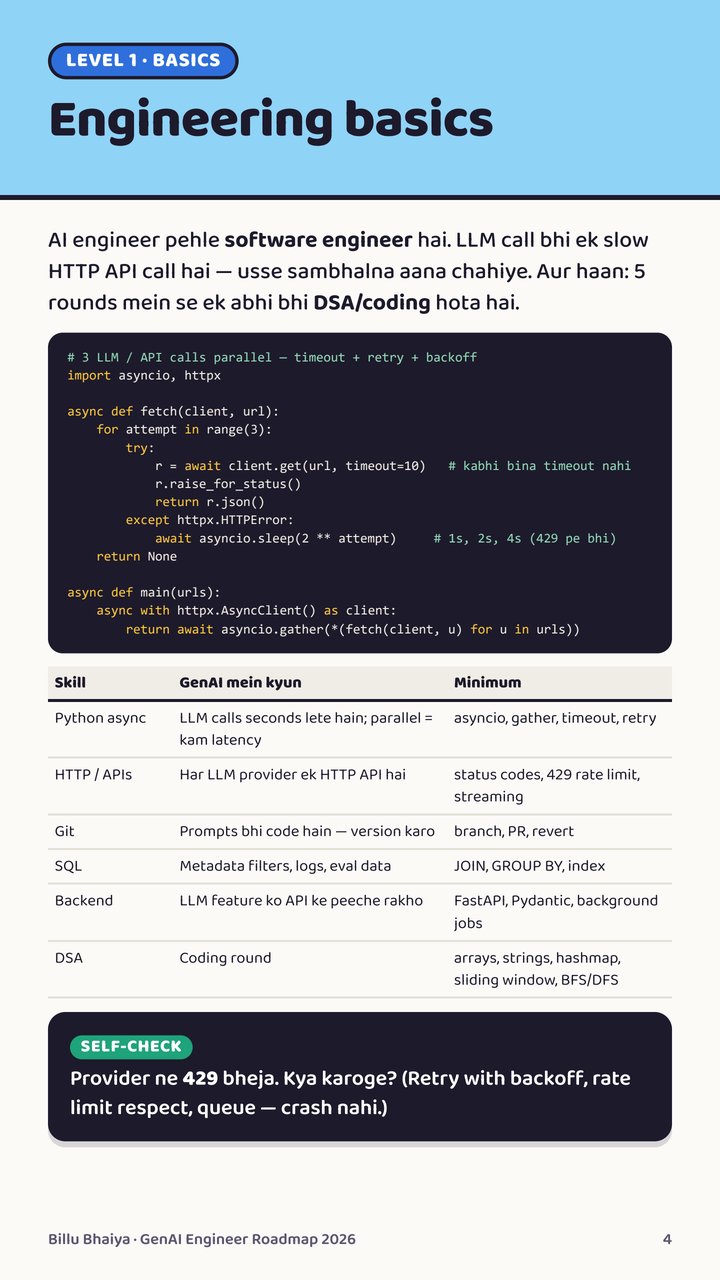 LEVEL 1 · BASICS
Engineering basics
AI engineer pehle software engineer hai. LLM call bhi ek slow
HTTP API call hai — usse sambhalna aana chahiye. Aur haan: 5
rounds mein se ek abhi bhi DSA/coding hota hai.
# 3 LLM / API calls parallel — timeout + retry + backoff
import asyncio, httpx
async def fetch(client, url):
    for attempt in range(3):
        try:
            r = await client.get(url, timeout=10)   # kabhi bina timeout nahi
            r.raise_for_status()
            return r.json()
        except httpx.HTTPError:
            await asyncio.sleep(2 ** attempt)     # 1s, 2s, 4s (429 pe bhi)
    return None
async def main(urls):
    async with httpx.AsyncClient() as client:
        return await asyncio.gather(*(fetch(client, u) for u in urls))
Skill GenAI mein kyun Minimum
Python async LLM calls seconds lete hain; parallel = asyncio, gather, timeout, retry
kam latency
HTTP / APIs Har LLM provider ek HTTP API hai status codes, 429 rate limit,
streaming
Git Prompts bhi code hain — version karo branch, PR, revert
SQL Metadata filters, logs, eval data JOIN, GROUP BY, index
Backend LLM feature ko API ke peeche rakho FastAPI, Pydantic, background
jobs
DSA Coding round arrays, strings, hashmap,
sliding window, BFS/DFS
SELF-CHECK
Provider ne 429 bheja. Kya karoge? (Retry with backoff, rate
limit respect, queue — crash nahi.)
Billu Bhaiya · GenAI Engineer Roadmap 2026 4